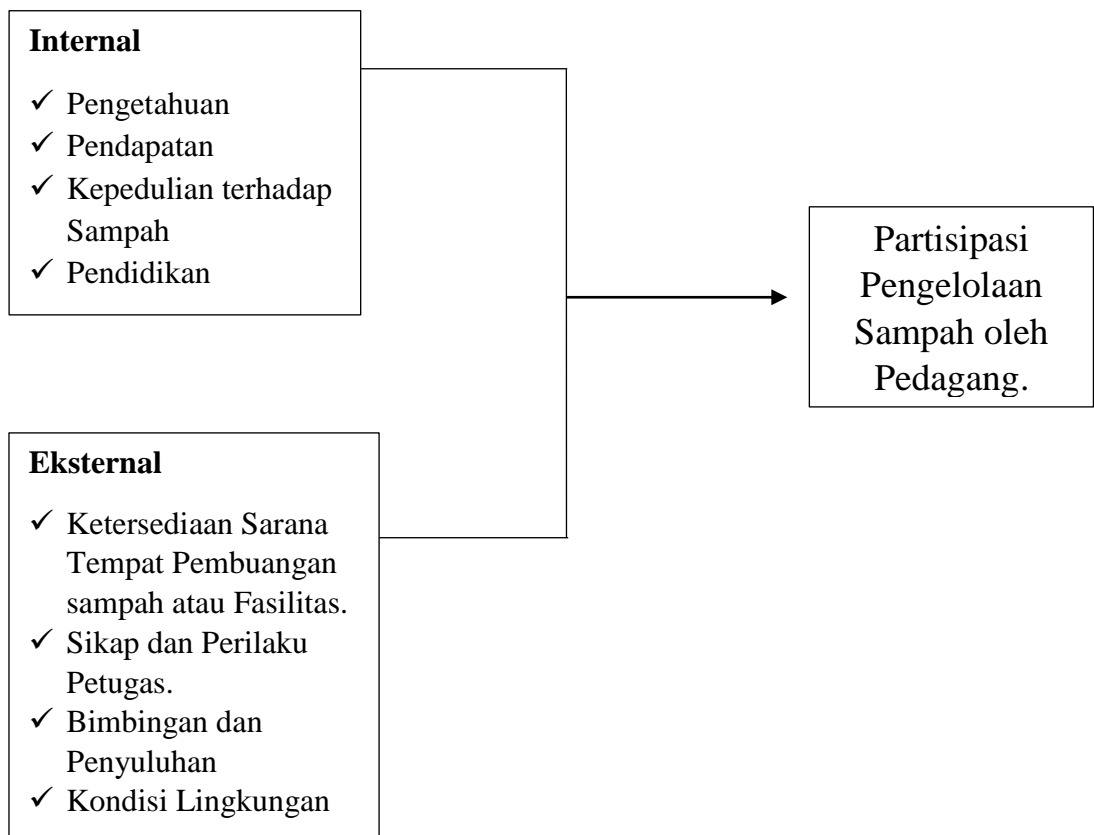 Internal
✓ Pengetahuan
✓ Pendapatan
✓ Kepedulian terhadap
Sampah
✓ Pendidikan
Partisipasi
Pengelolaan
Sampah oleh
Pedagang.
Eksternal
✓ Ketersediaan Sarana
Tempat Pembuangan
sampah atau Fasilitas.
✓ Sikap dan Perilaku
Petugas.
✓ Bimbingan dan
Penyuluhan
✓ Kondisi Lingkungan